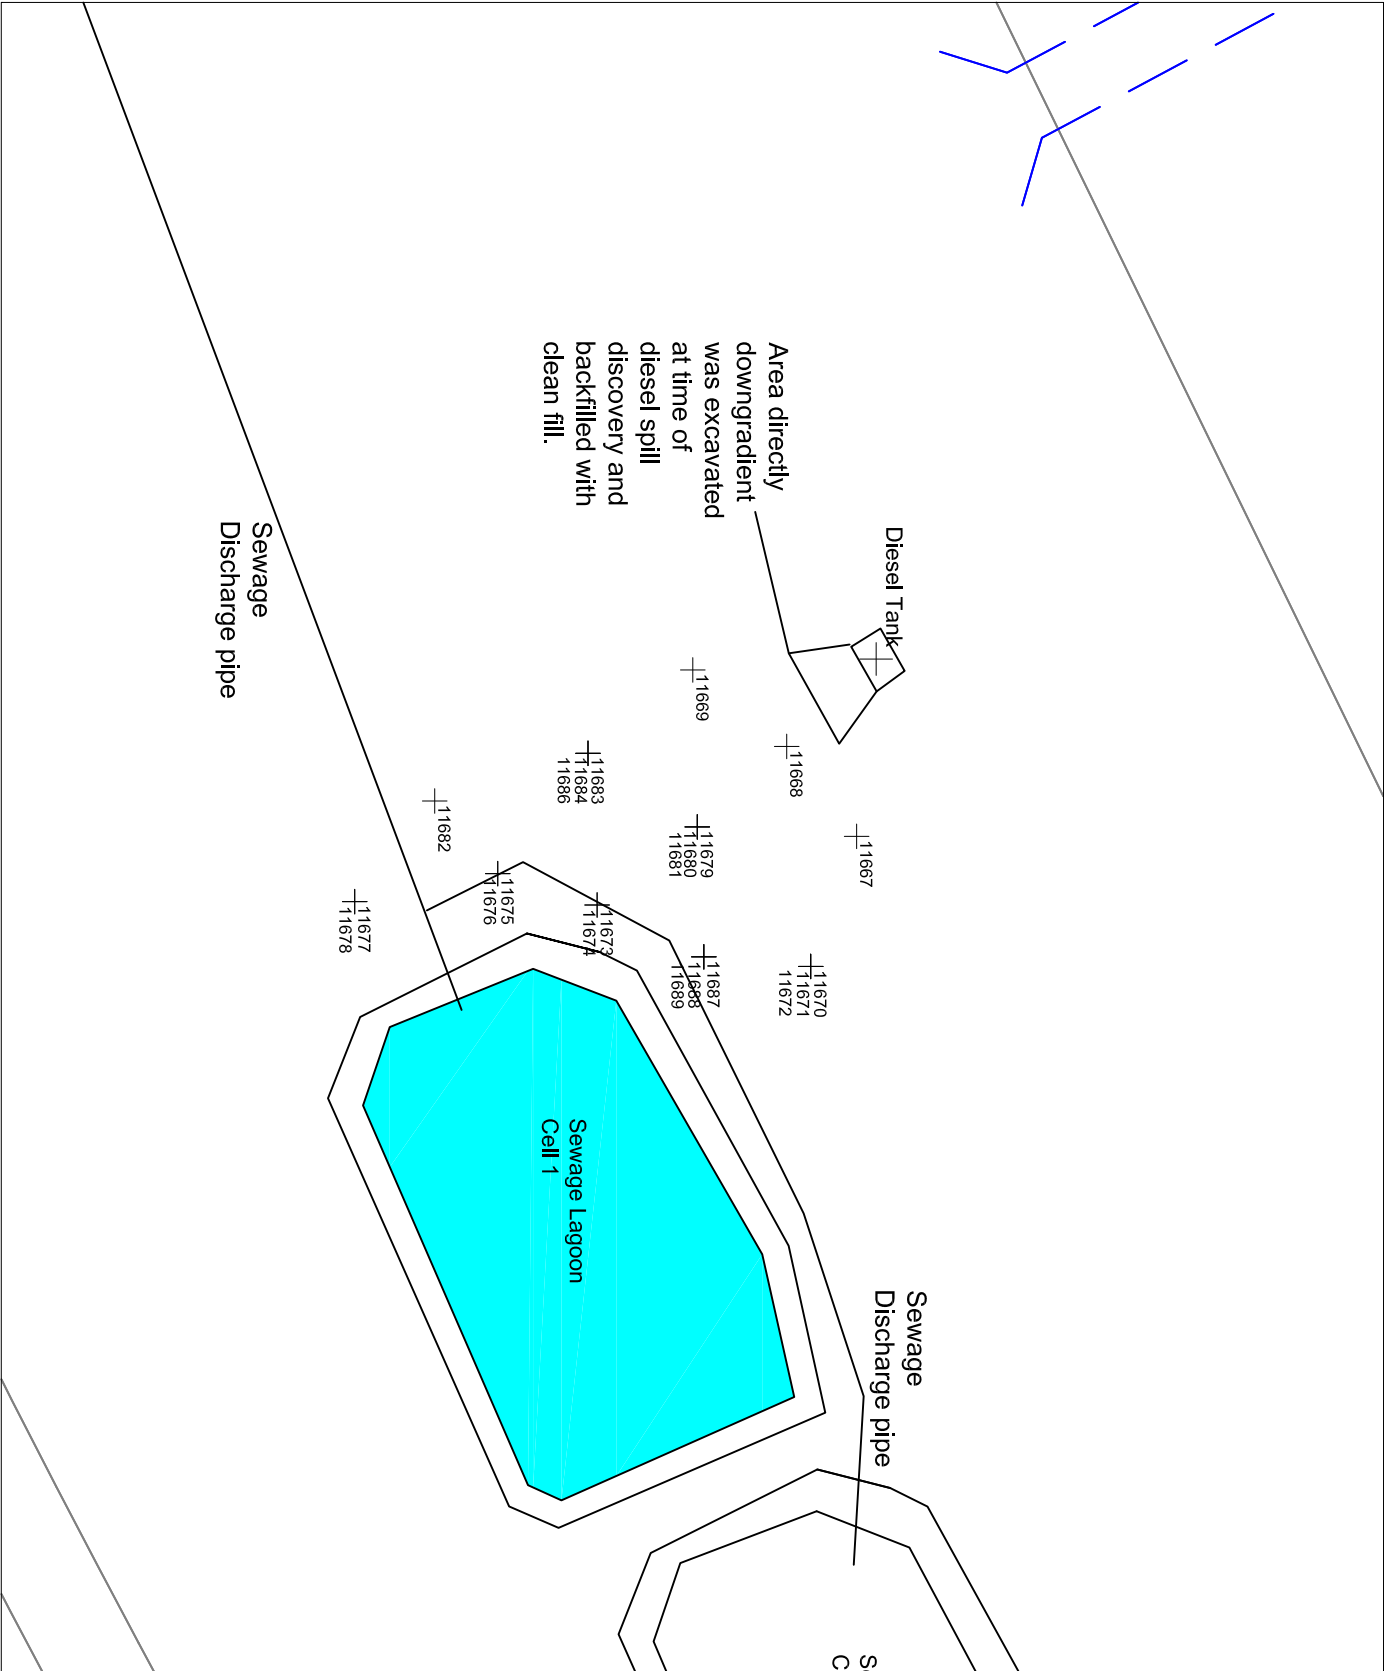 Area directly
downgradient
was excavated
at time of
diesel spill
discovery and
backfilled with
clean fill.
Diesel Tank
Sewage
Discharge pipe
11669
11668
11667
11683
11684
11686
11679
11680
11681
11682
11675
11676
11673
11674
11677
11678
11687
11688
11689
11670
11671
11672
Sewage Lagoon
Cell 1
Sewage
Discharge pipe
S
C